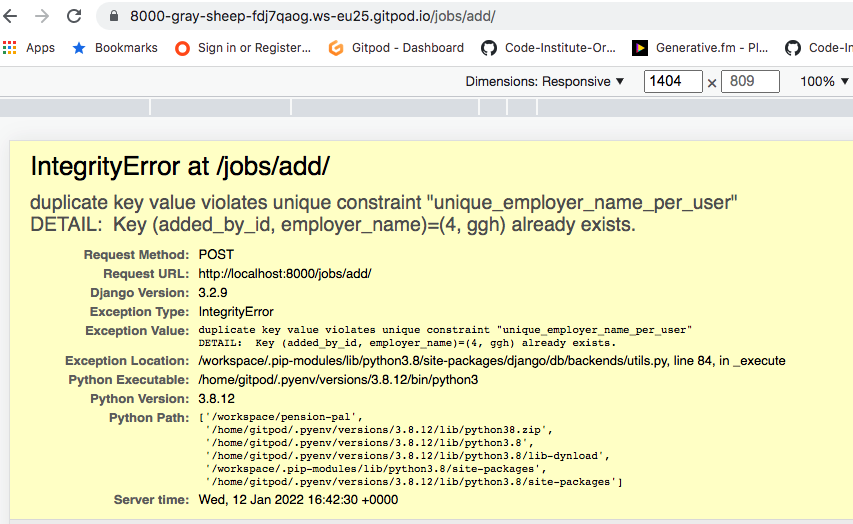 8000-gray-sheep-fdj7qaog.ws-eu25.gitpod.io/jobs/add/
Apps Bookmarks Sign in or Register... Gitpod - Dashboard Code-Institute-Or... Generative.fm - Pl... Code-In
Dimensions: Responsive ▼ 1404 × 809 100% ▼
IntegrityError at /jobs/add/
duplicate key value violates unique constraint "unique_employer_name_per_user"
DETAIL: Key (added_by_id, employer_name)=(4, ggh) already exists.
Request Method: POST
Request URL: http://localhost:8000/jobs/add/
Django Version: 3.2.9
Exception Type: IntegrityError
Exception Value: duplicate key value violates unique constraint "unique_employer_name_per_user"
DETAIL: Key (added_by_id, employer_name)=(4, ggh) already exists.
Exception Location: /workspace/.pip-modules/lib/python3.8/site-packages/django/db/backends/utils.py, line 84, in _execute
Python Executable: /home/gitpod/.pyenv/versions/3.8.12/bin/python3
Python Version: 3.8.12
Python Path: ['/workspace/pension-pal',
'/home/gitpod/.pyenv/versions/3.8.12/lib/python38.zip',
'/home/gitpod/.pyenv/versions/3.8.12/lib/python3.8',
'/home/gitpod/.pyenv/versions/3.8.12/lib/python3.8/lib-dynload',
'/workspace/.pip-modules/lib/python3.8/site-packages',
'/home/gitpod/.pyenv/versions/3.8.12/lib/python3.8/site-packages']
Server time: Wed, 12 Jan 2022 16:42:30 +0000